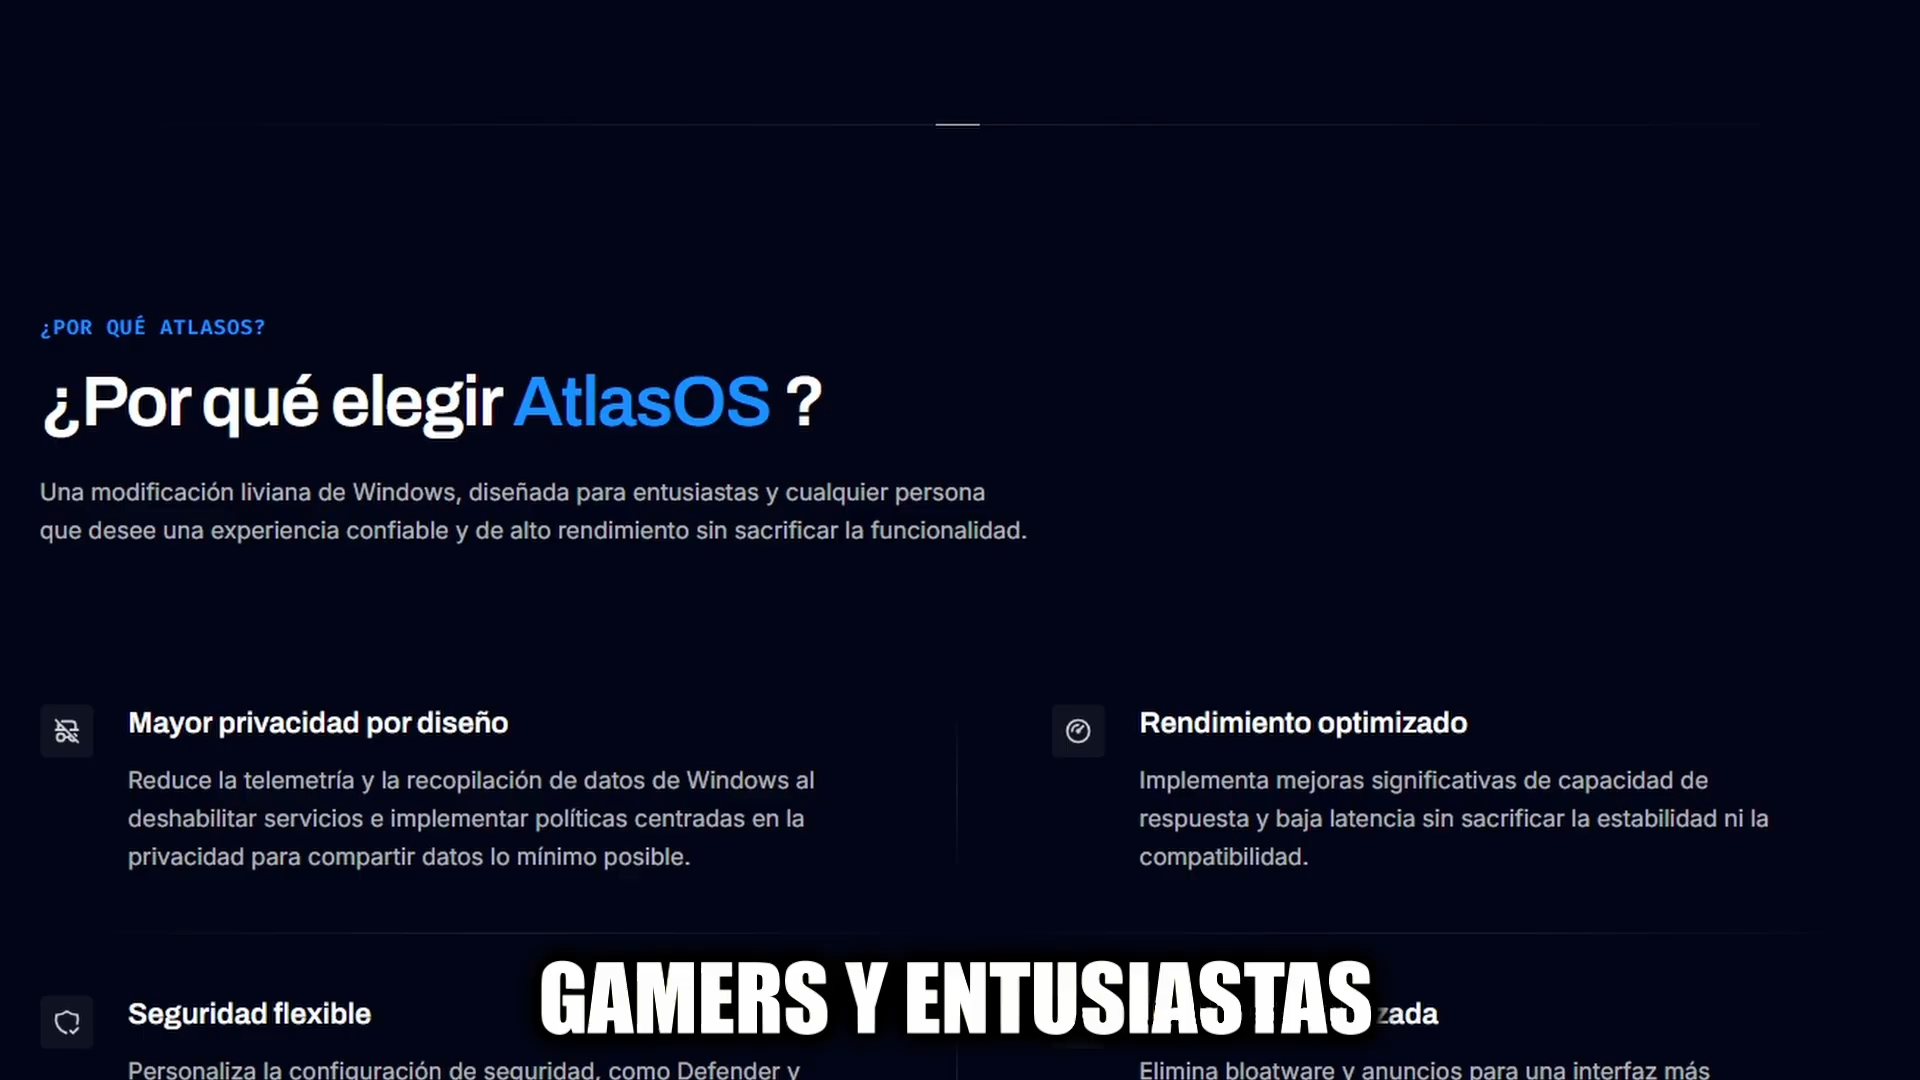 ¿POR QUÉ ATLASOS?
¿Por qué elegir AtlasOS ?
Una modificación liviana de Windows, diseñada para entusiastas y cualquier persona
que desee una experiencia confiable y de alto rendimiento sin sacrificar la funcionalidad.
Mayor privacidad por diseño
Reduce la telemetría y la recopilación de datos de Windows al
deshabilitar servicios e implementar políticas centradas en la
privacidad para compartir datos lo mínimo posible.
Rendimiento optimizado
Implementa mejoras significativas de capacidad de
respuesta y baja latencia sin sacrificar la estabilidad ni la
compatibilidad.
Seguridad flexible
Personaliza la configuración de seguridad, como Defender y
Elimina bloatware y anuncios para una interfaz más
GAMERS Y ENTUSIASTAS